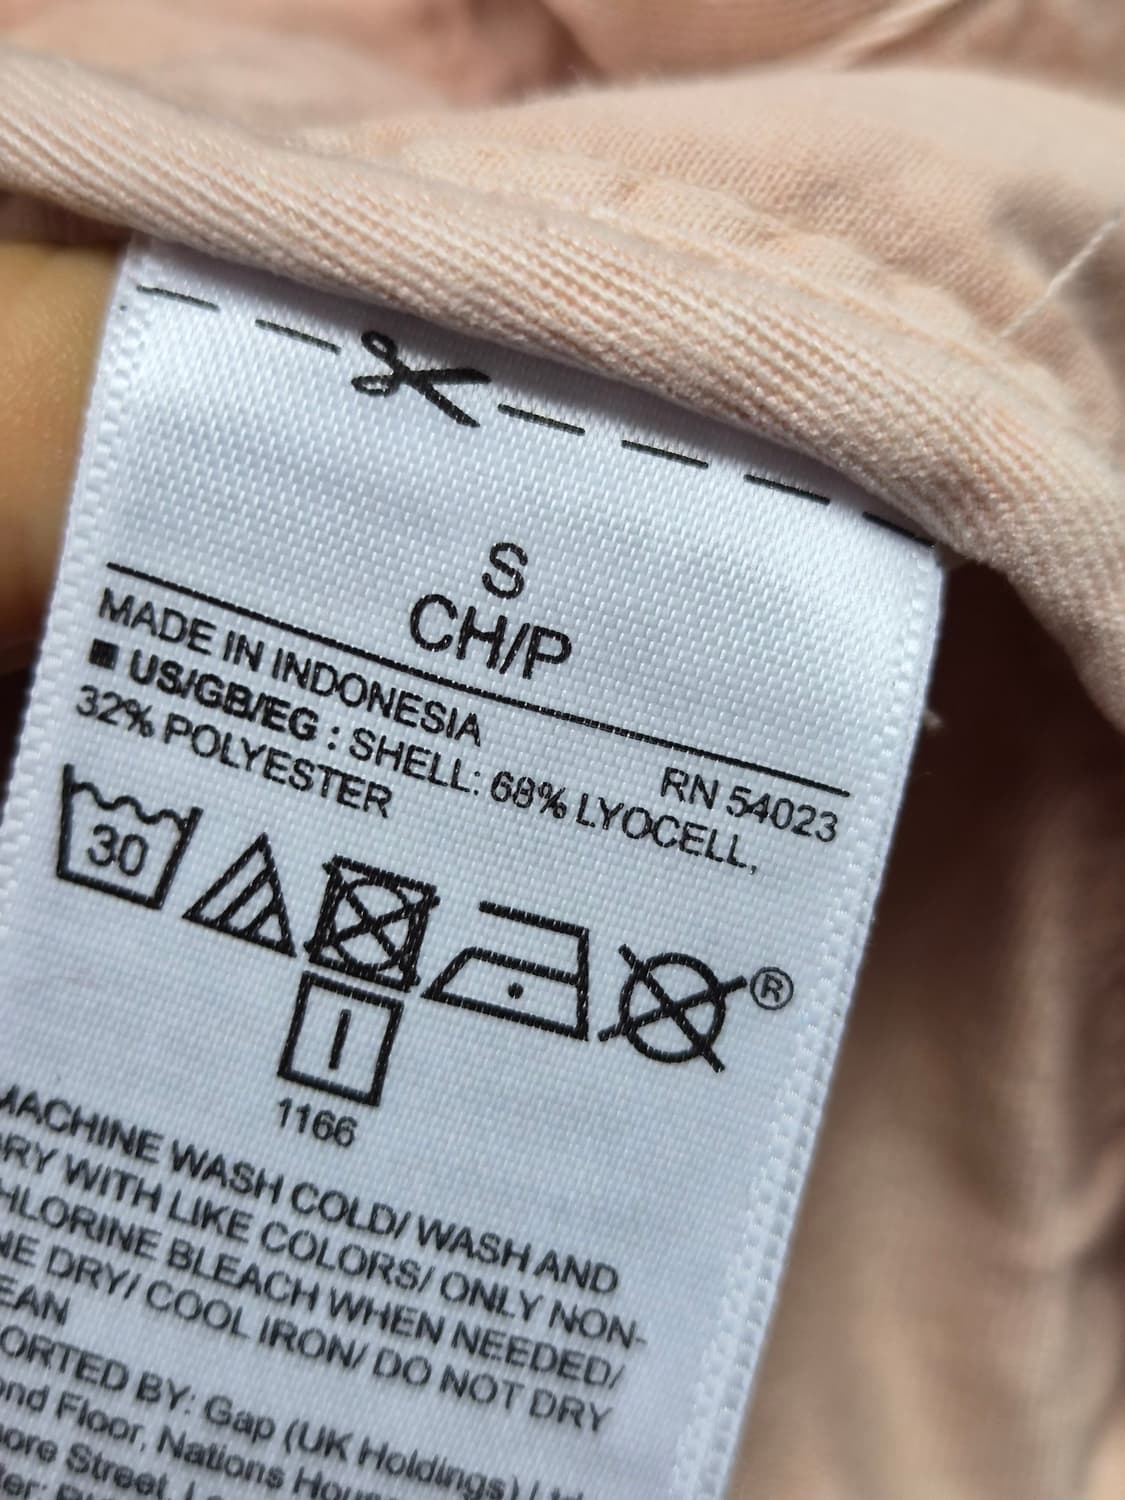 S
CH/P
MADE IN INDONESIA RN 54023
US/GB/EG : SHELL: 68% LYOCELL,
32% POLYESTER
30
®
1166
MACHINE WASH COLD/ WASH AND
WITH LIKE COLORS/ ONLY NON-
BLEACH WHEN NEEDED/
DRY/ COOL IRON/ DO NOT DRY
BY: Gap (UK Holdings)
Floor, Nations
Street,